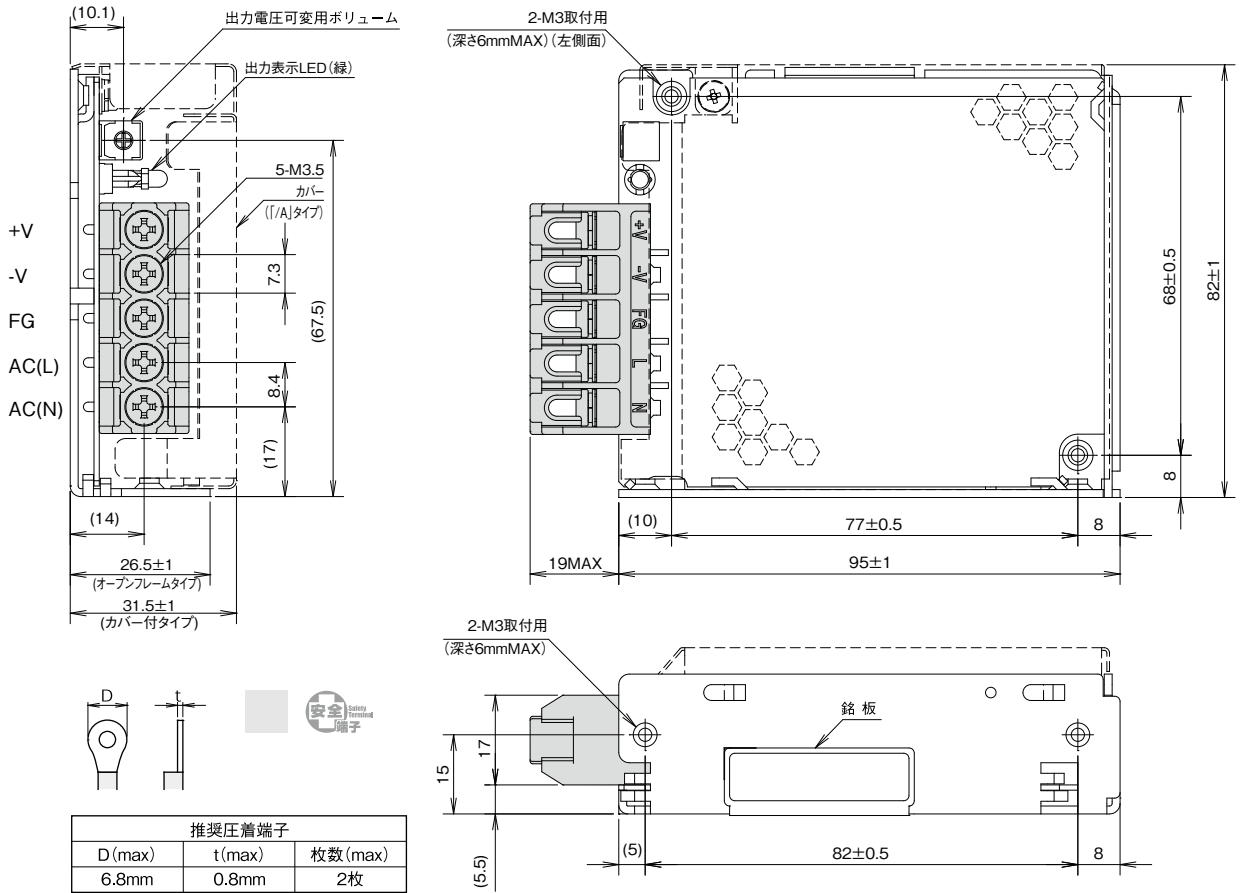 (10.1)
出力電圧可変用ボリューム
出力表示LED(緑)
5-M3.5
カバー
(「/A」タイプ)
+V
-V
FG
AC(L)
AC(N)
7.3
(67.5)
8.4
(17)
(14)
26.5±1
(オープンフレームタイプ)
31.5±1
(カバー付タイプ)
2-M3取付用
(深さ6mmMAX)(左側面)
+V
-V
FG
L
N
68±0.5
82±1
8
(10)
77±0.5
8
19MAX
95±1
2-M3取付用
(深さ6mmMAX)
銘板
17
15
(5.5)
(5)
82±0.5
8
D
t
安全
端子
Safety
Terminal
推奨圧着端子
D(max) t(max) 枚数(max)
6.8mm 0.8mm 2枚